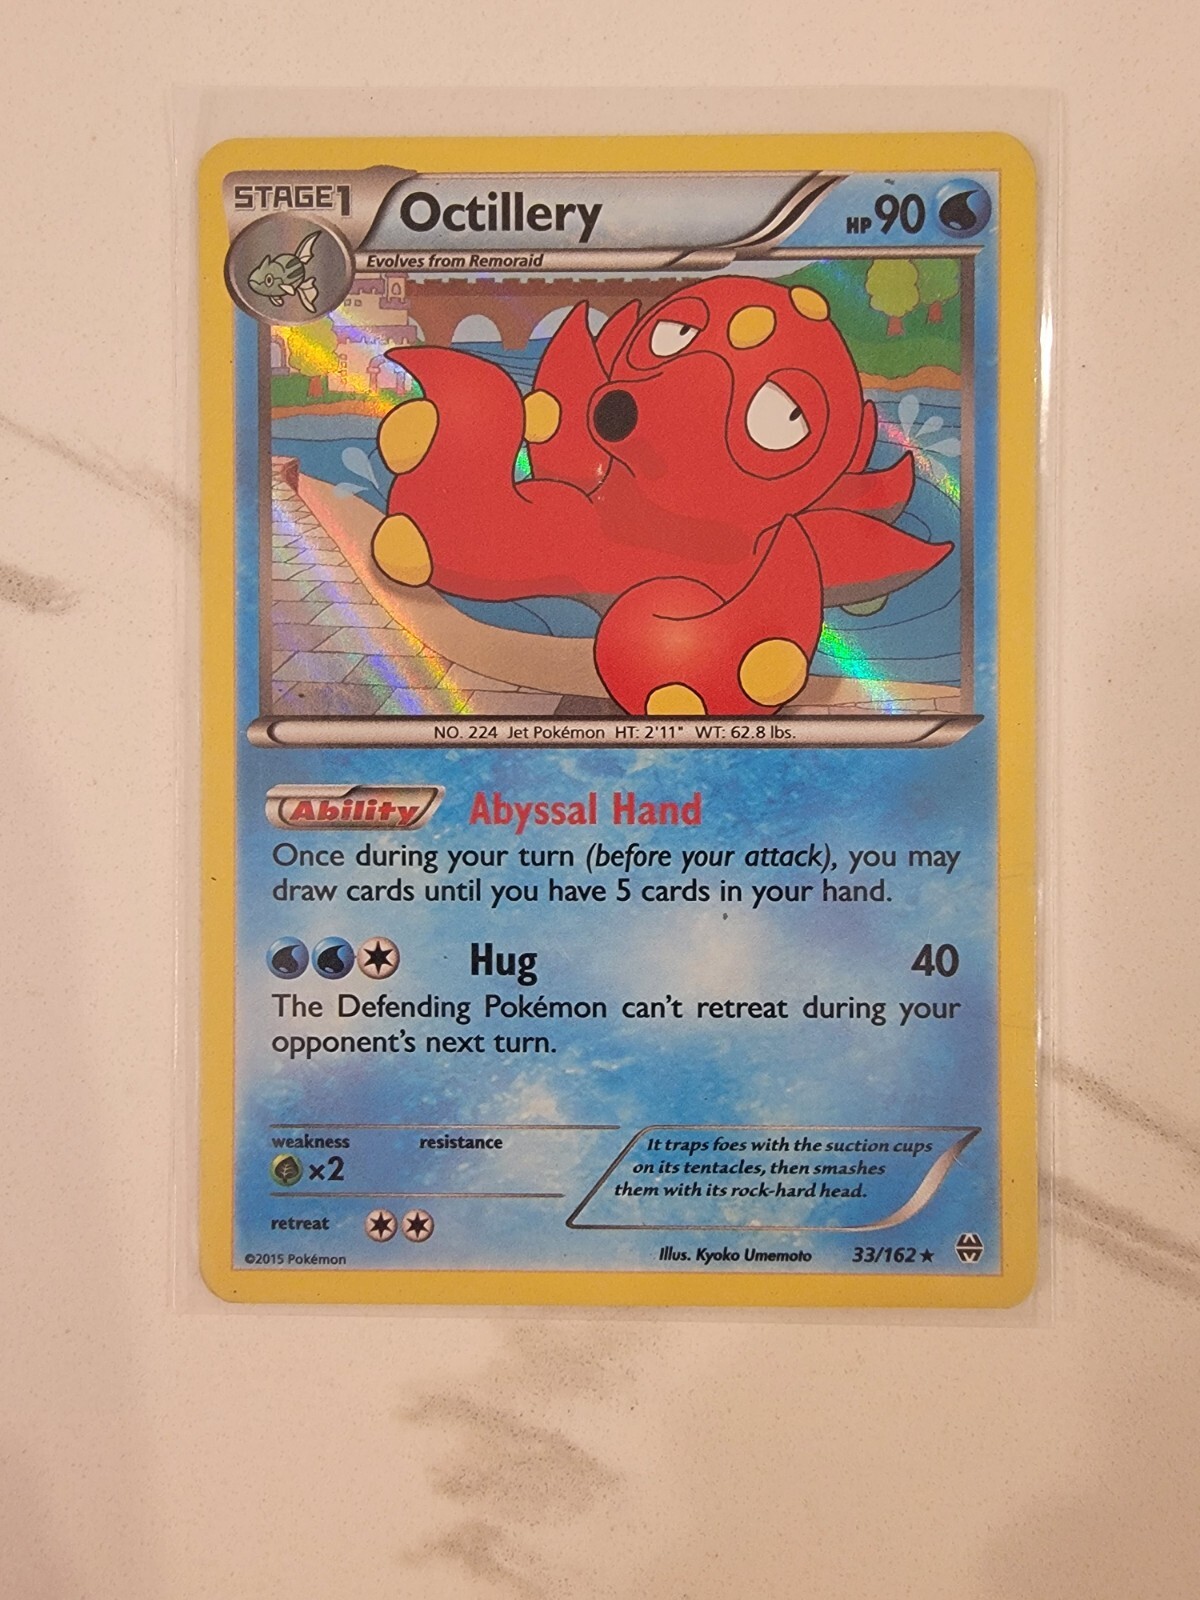 STAGE1 Octillery HP 90
Evolves from Remoraid
NO. 224 Jet Pokémon HT: 2'11" WT: 62.8 lbs.
Ability Abyssal Hand
Once during your turn (before your attack), you may
draw cards until you have 5 cards in your hand.
Hug 40
The Defending Pokémon can't retreat during your
opponent's next turn.
weakness resistance
×2
retreat
It traps foes with the suction cups
on its tentacles, then smashes
them with its rock-hard head.
©2015 Pokémon Illus. Kyoko Umemoto 33/162 ★